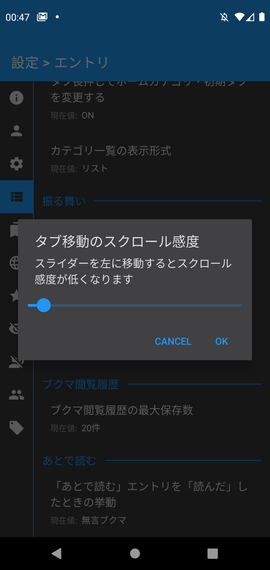 00:47
設定 > エントリ
タブ長押しでホームカテゴリ・初期タブ
を変更する
現在値: ON
カテゴリ一覧の表示形式
現在値: リスト
振る舞い
タブ移動のスクロール感度
スライダーを左に移動するとスクロール
感度が低くなります
CANCEL
OK
ブクマ閲覧履歴
ブクマ閲覧履歴の最大保存数
現在値: 20件
あとで読む
「あとで読む」エントリを「読んだ」し
たときの挙動
現在値: 無言ブクマ